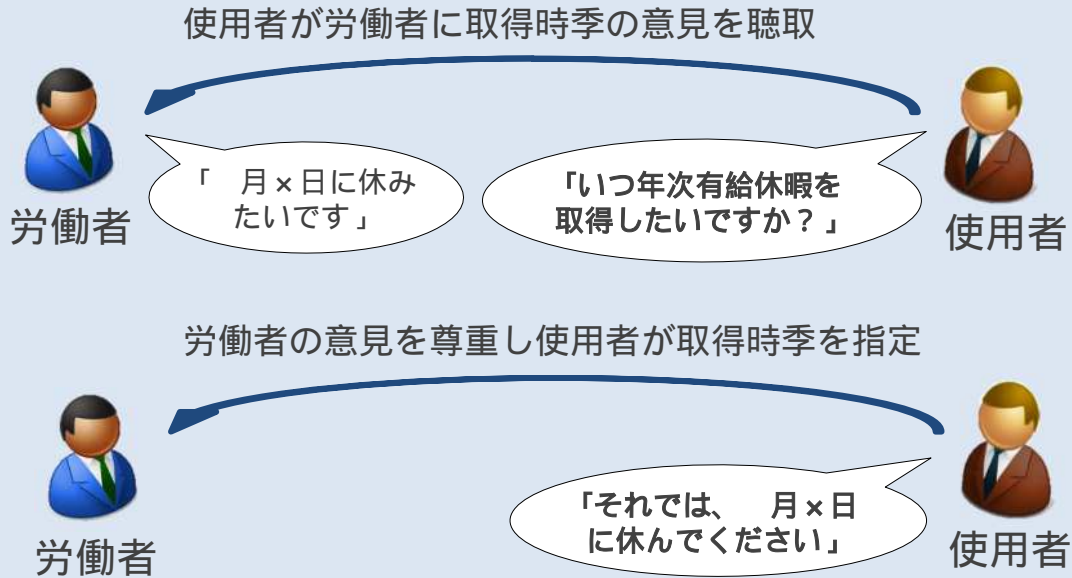 使用者が労働者に取得時季の意見を聴取
「　月×日に休み
たいです」
「いつ年次有給休暇を
取得したいですか？」
労働者
使用者
労働者の意見を尊重し使用者が取得時季を指定
「それでは、　月×日
に休んでください」
労働者
使用者